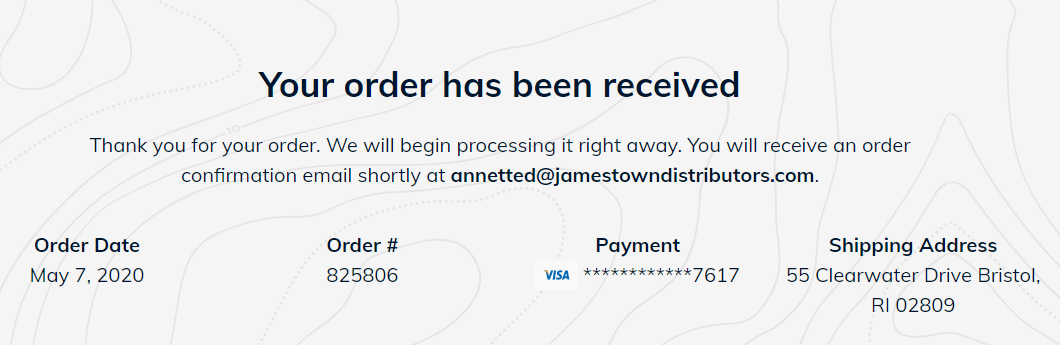 Your order has been received
Thank you for your order. We will begin processing it right away. You will receive an order
confirmation email shortly at annetted@jamestowndistributors.com.
Order Date
May 7, 2020
Order #
825806
Payment
VISA ************7617
Shipping Address
55 Clearwater Drive Bristol,
RI 02809
10